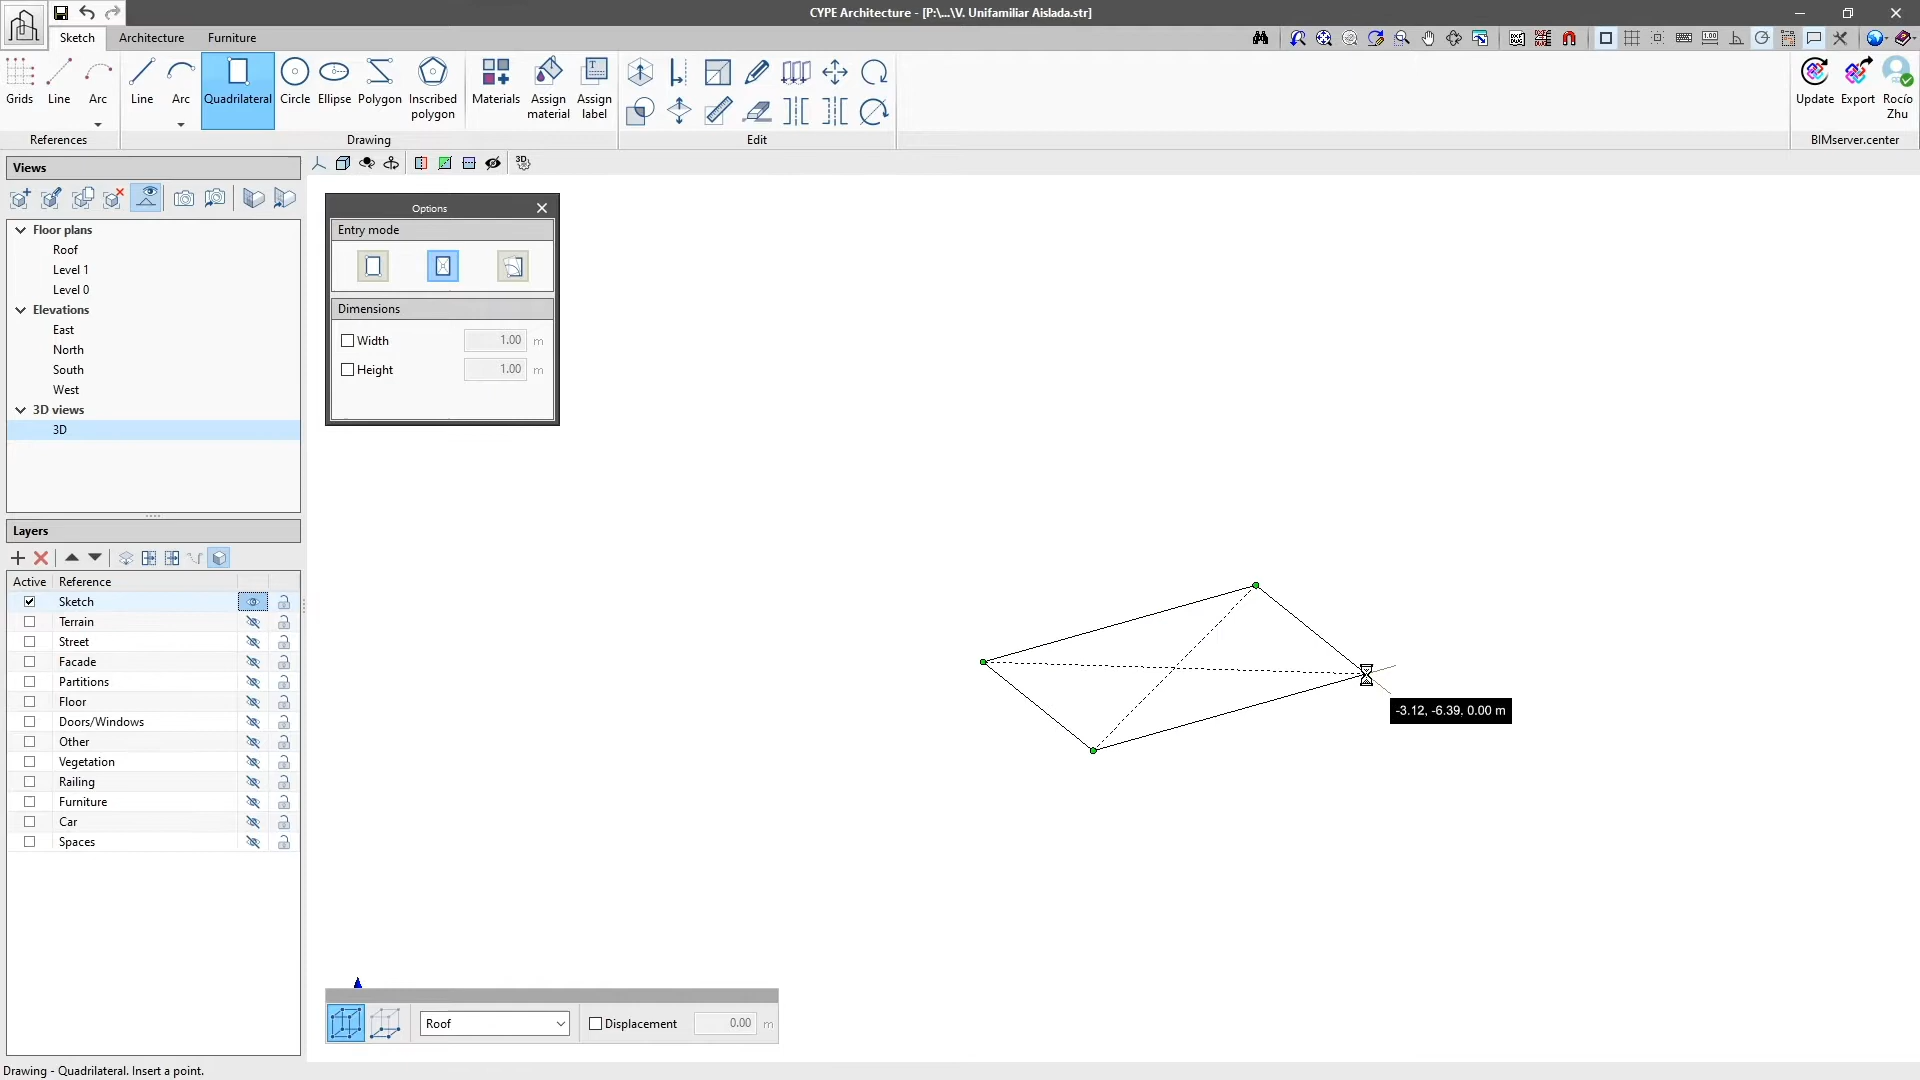 CYPE Architecture - [P:\...\V. Unifamiliar Aislada.str]
Sketch
Architecture
Furniture
Grids
Line
Arc
Line
Arc
Quadrilateral
Circle
Ellipse
Polygon
Inscribed
polygon
Materials
Assign
material
Assign
label
Update
Export
Rocío
Zhu
References
Drawing
Edit
BIMserver.center
Views
3D
Floor plans
Roof
Level 1
Level 0
Elevations
East
North
South
West
3D views
3D
Options
Entry mode
Dimensions
Width
1.00
m
Height
1.00
m
-3.12, -6.39, 0.00 m
Layers
Active
Reference
Sketch
Terrain
Street
Facade
Partitions
Floor
Doors/Windows
Other
Vegetation
Railing
Furniture
Car
Spaces
Roof
Displacement
0.00
m
Drawing - Quadrilateral. Insert a point.